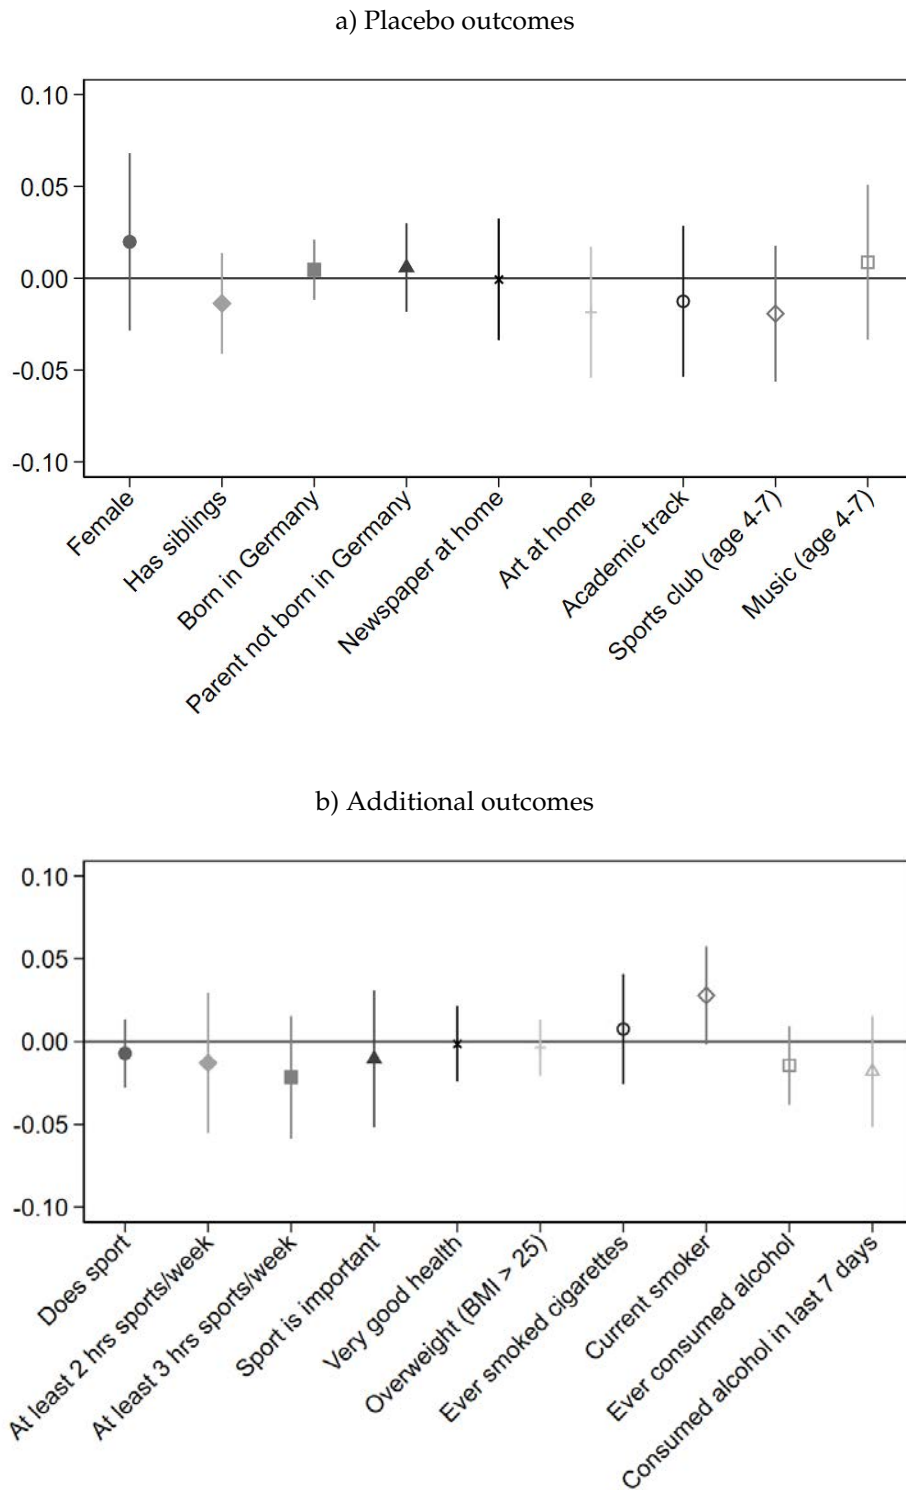 a) Placebo outcomes
0.10
0.05
0.00
-0.05
-0.10
Female
Has siblings
Born in Germany
Parent not born in Germany
Newspaper at home
Art at home
Academic track
Sports club (age 4-7)
Music (age 4-7)
b) Additional outcomes
0.10
0.05
0.00
-0.05
-0.10
Does sport
At least 2 hrs sports/week
At least 3 hrs sports/week
Sport is important
Very good health
Overweight (BMI > 25)
Ever smoked cigarettes
Current smoker
Ever consumed alcohol
Consumed alcohol in last 7 days